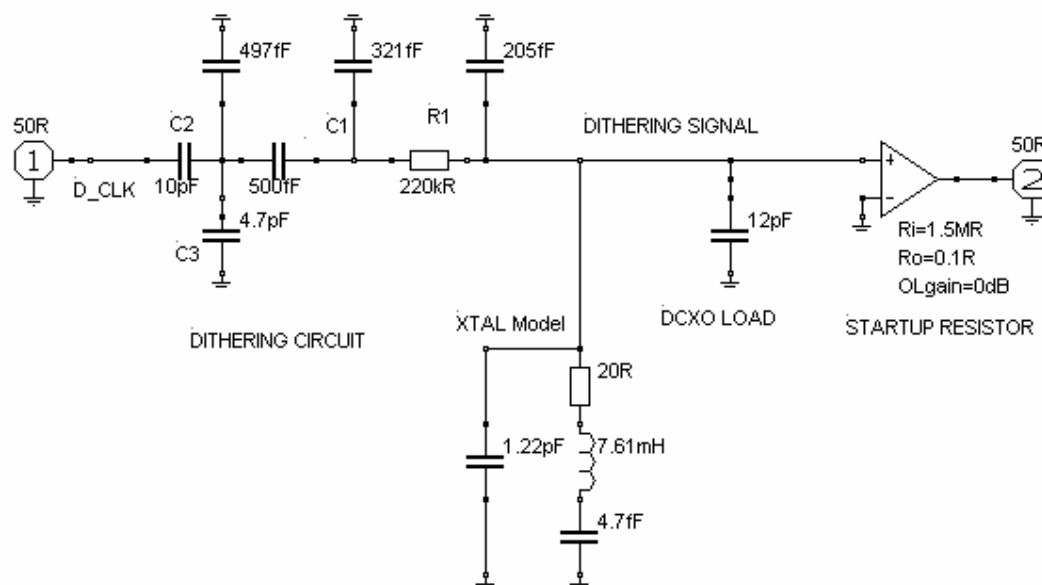 497fF
321fF
205fF
50R
C2
C1
R1
DITHERING SIGNAL
50R
1
D_CLK
10pF
500fF
220kR
+
-
2
4.7pF
C3
12pF
Ri=1.5MR
Ro=0.1R
OLgain=0dB
DITHERING CIRCUIT
XTAL Model
DCXO LOAD
STARTUP RESISTOR
20R
1.22pF
7.61mH
4.7fF